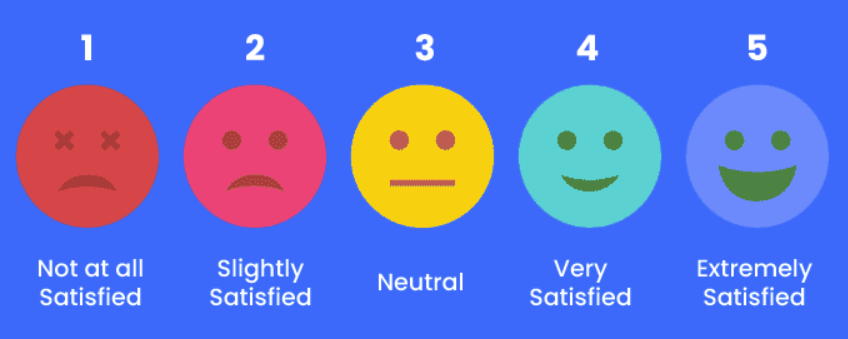 1 2 3 4 5
Not at all Satisfied
Slightly Satisfied
Neutral
Very Satisfied
Extremely Satisfied